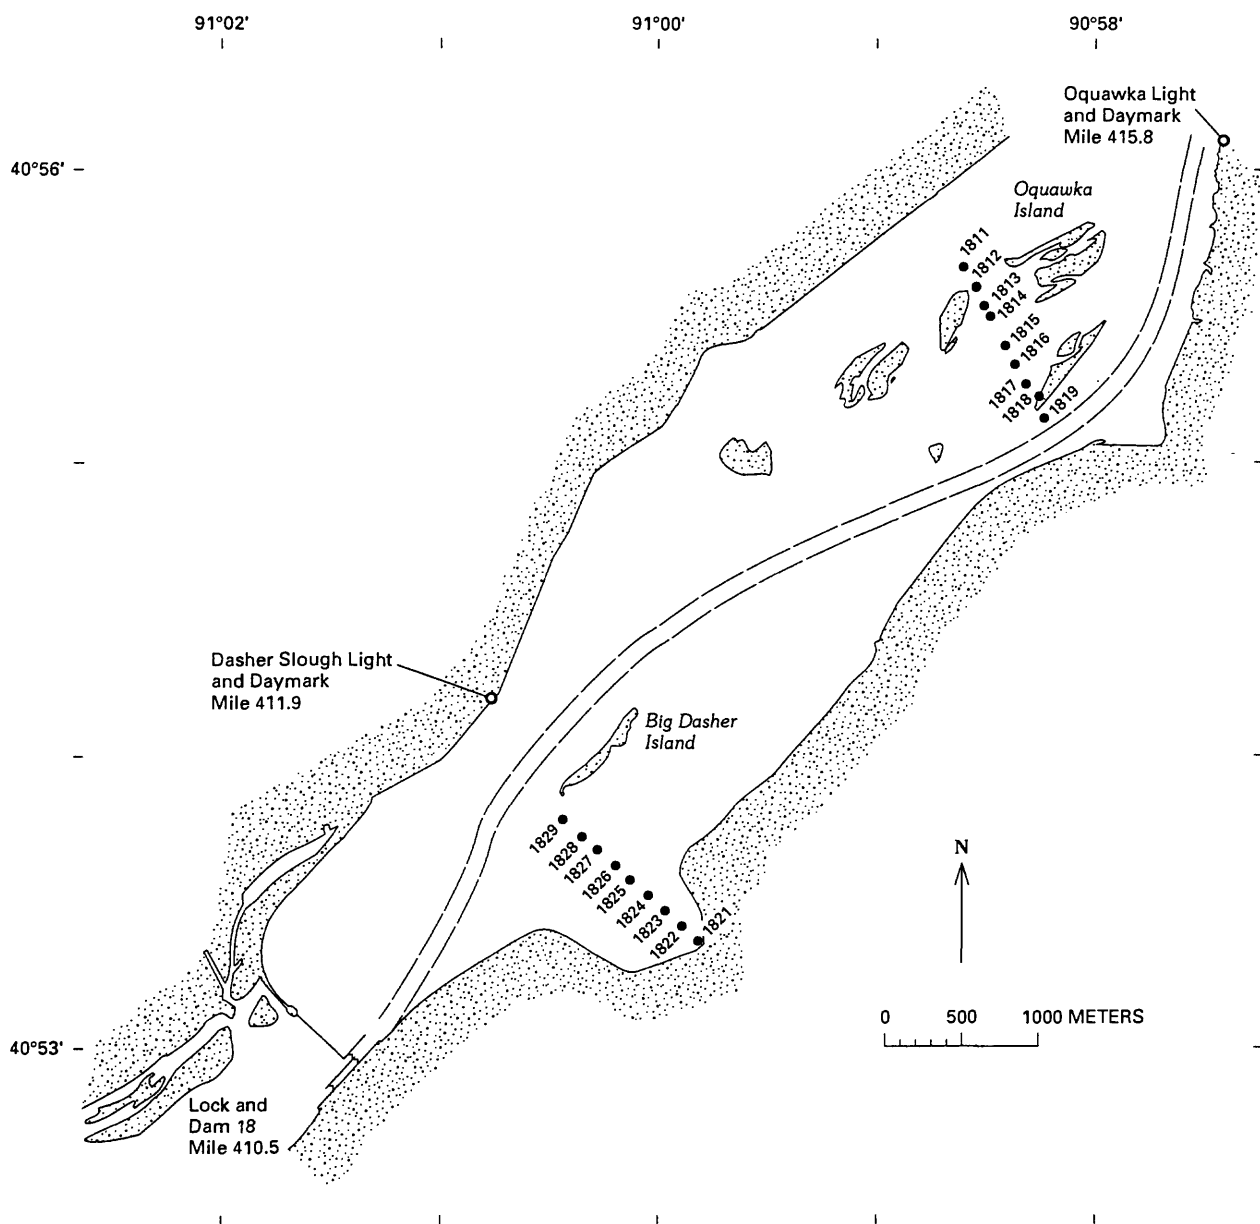 91°02'
91°00'
90°58'
Oquawka Light
and Daymark
Mile 415.8
40°56'
Oquawka
Island
1811
1812
1813
1814
1815
1816
1817
1818
1819
Dasher Slough Light
and Daymark
Mile 411.9
Big Dasher
Island
1829
1828
1827
1826
1825
1824
1823
1822
1821
N
0 500 1000 METERS
40°53'
Lock and
Dam 18
Mile 410.5